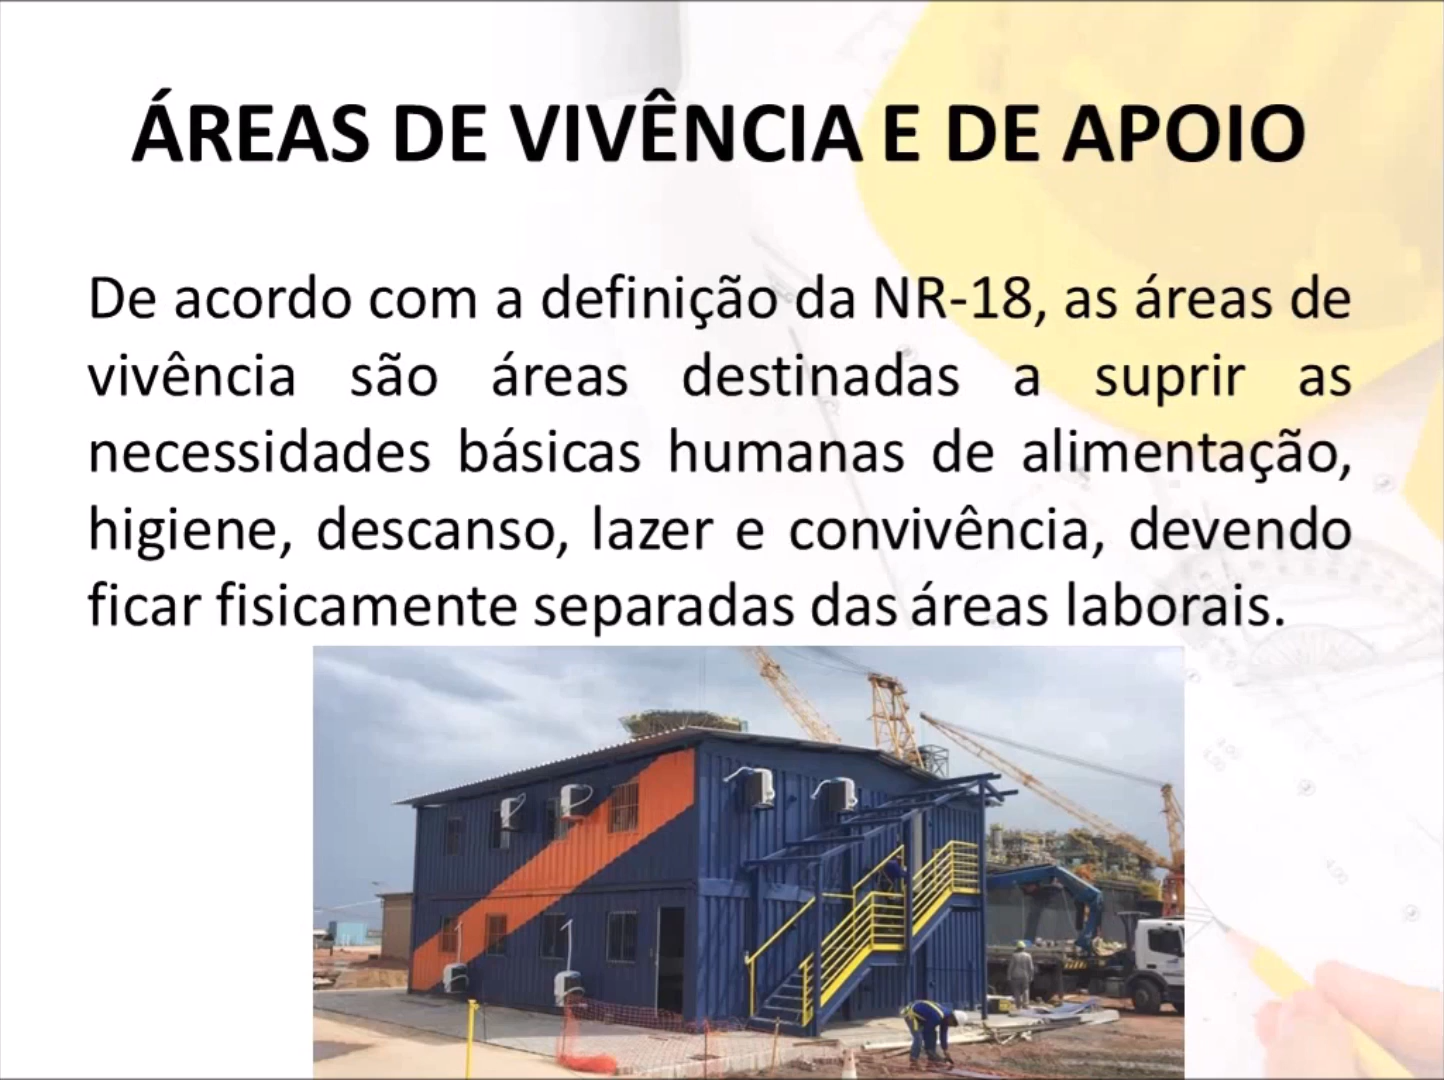 ÁREAS DE VIVÊNCIA E DE APOIO
De acordo com a definição da NR-18, as áreas de
vivência são áreas destinadas a suprir as
necessidades básicas humanas de alimentação,
higiene, descanso, lazer e convivência, devendo
ficar fisicamente separadas das áreas laborais.